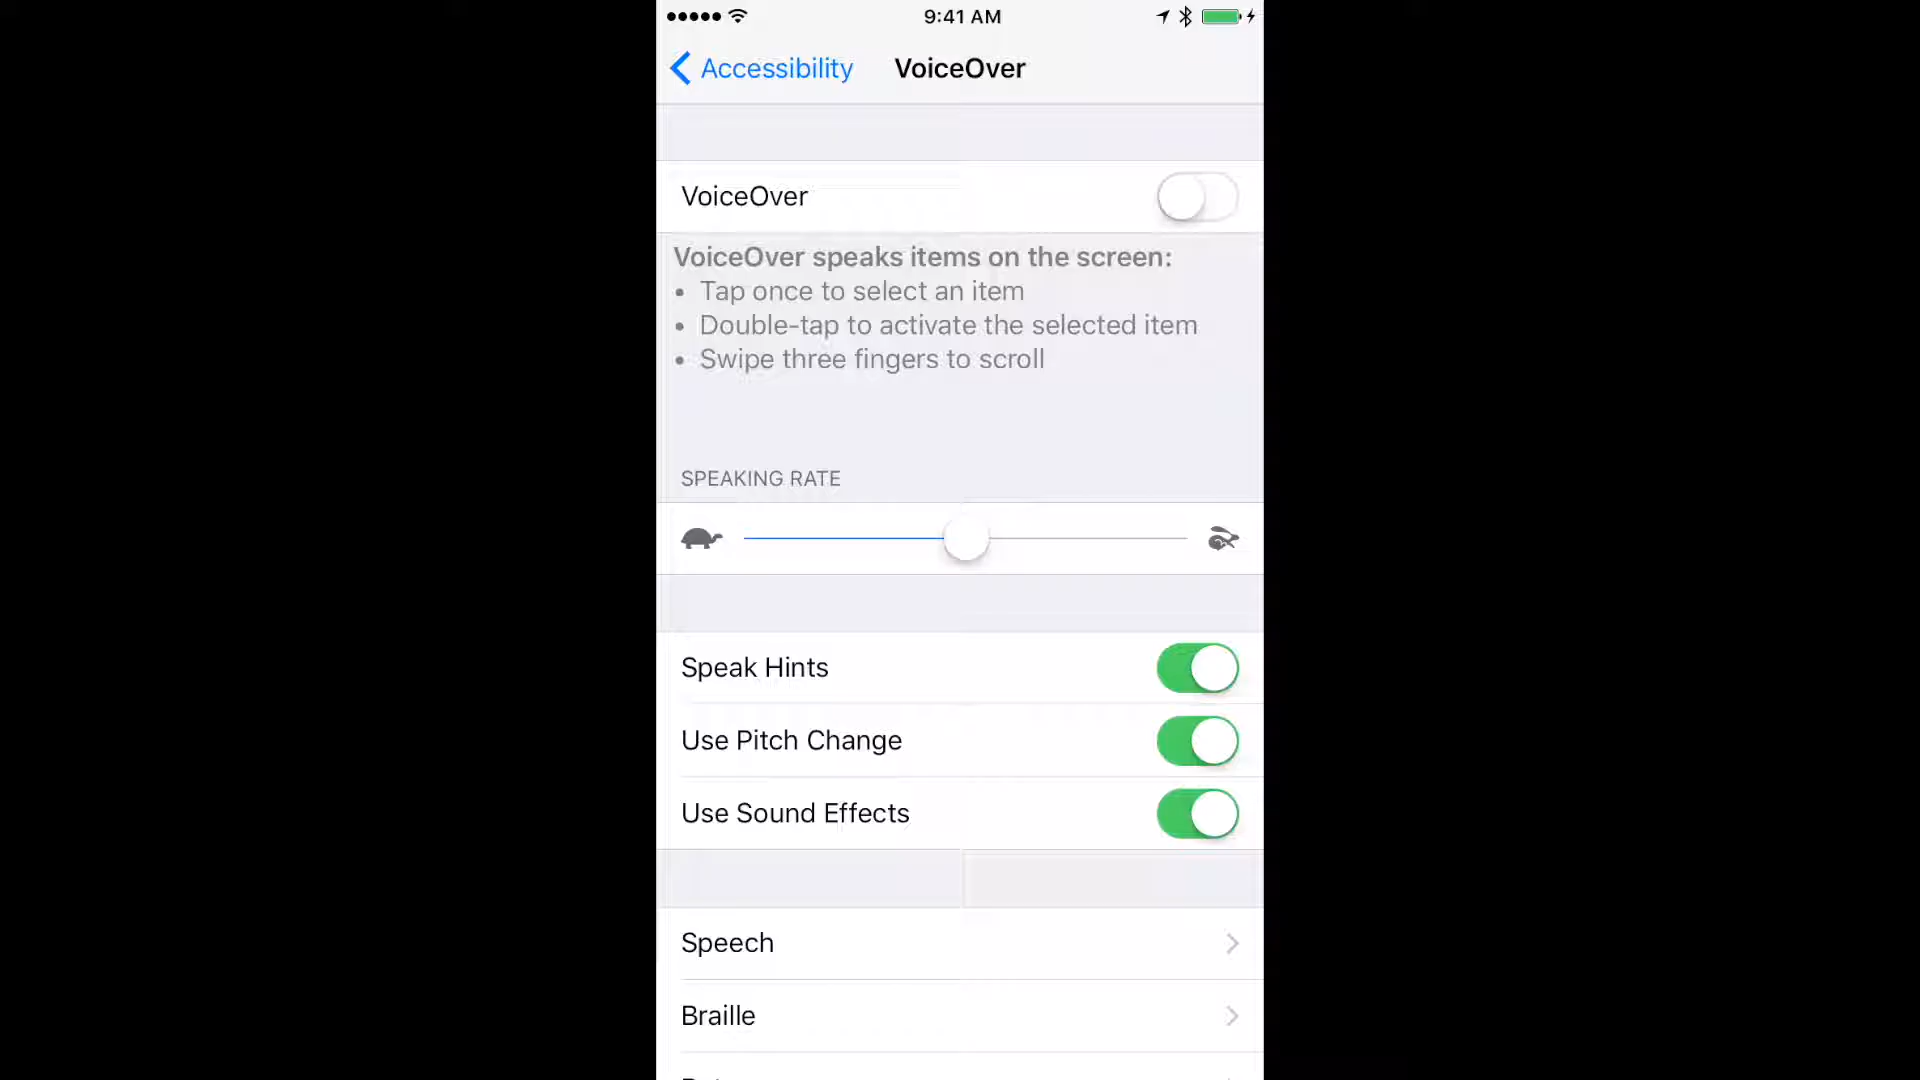 9:41 AM
Accessibility
VoiceOver
VoiceOver
VoiceOver speaks items on the screen:
• Tap once to select an item
• Double-tap to activate the selected item
• Swipe three fingers to scroll
SPEAKING RATE
Speak Hints
Use Pitch Change
Use Sound Effects
Speech
Braille